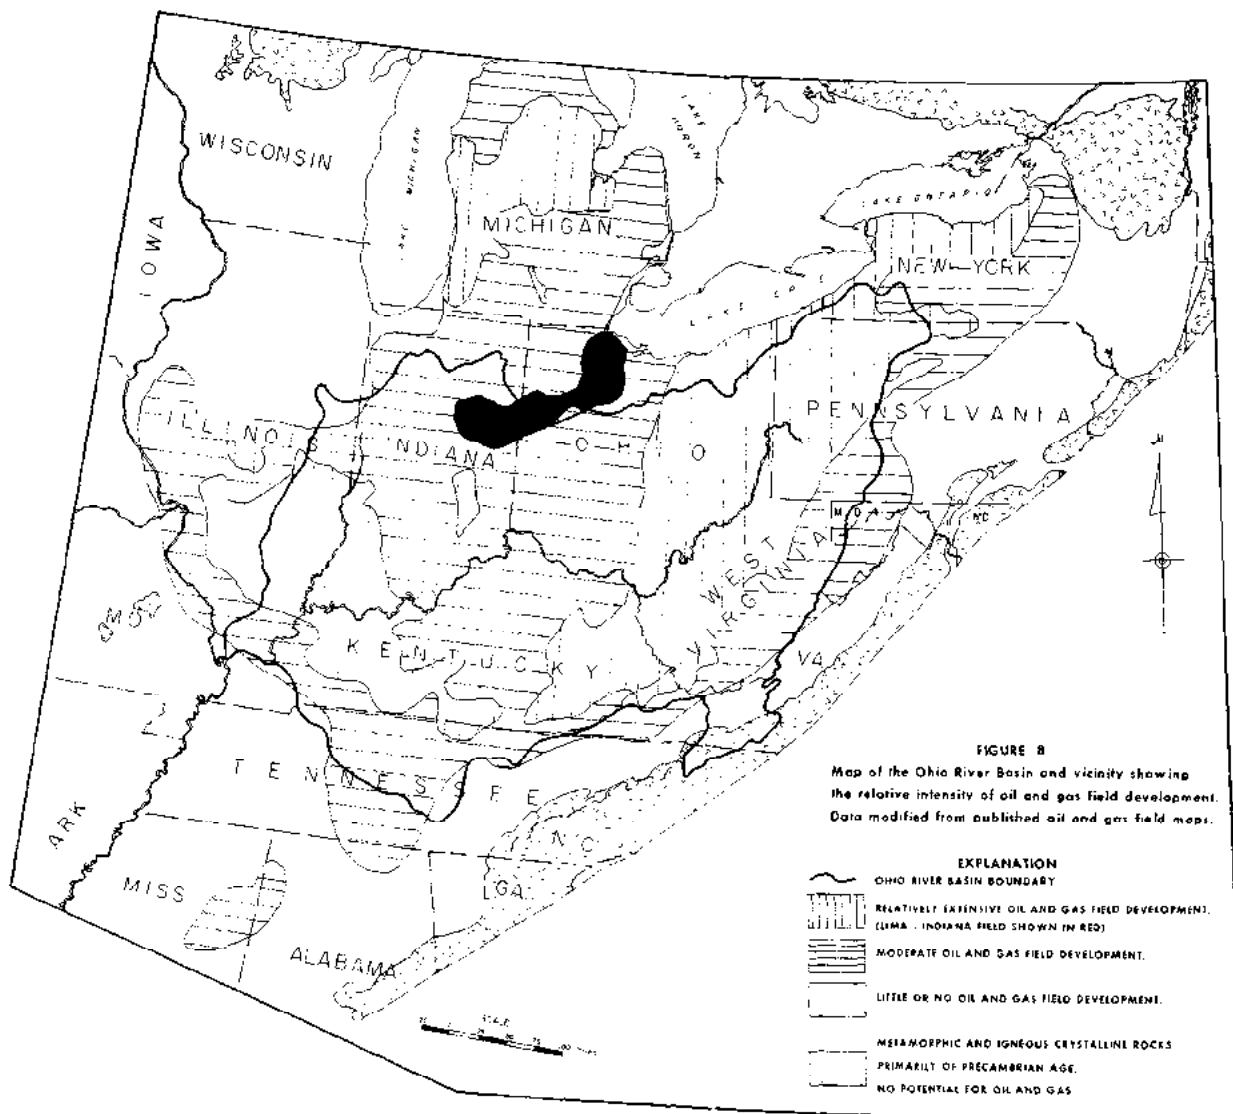 WISCONSIN
LAKE MICHIGAN
LAKE HURON
LAKE ONTARIO
IOWA
MICHIGAN
NEW YORK
LAKE ERIE
PENNSYLVANIA
ILLINOIS
INDIANA
OHIO
MD
WEST VIRGINIA
KENTUCKY
VA
TENNESSEE
ARK
NC
MISS
GA
ALABAMA
FIGURE 8
Map of the Ohio River Basin and vicinity showing
the relative intensity of oil and gas field development.
Data modified from published oil and gas field maps.
EXPLANATION
OHIO RIVER BASIN BOUNDARY
RELATIVELY EXTENSIVE OIL AND GAS FIELD DEVELOPMENT.
(LIMA - INDIANA FIELD SHOWN IN RED)
MODERATE OIL AND GAS FIELD DEVELOPMENT.
LITTLE OR NO OIL AND GAS FIELD DEVELOPMENT.
METAMORPHIC AND IGNEOUS CRYSTALLINE ROCKS
PRIMARILY OF PRECAMBRIAN AGE.
NO POTENTIAL FOR OIL AND GAS
SCALE
N